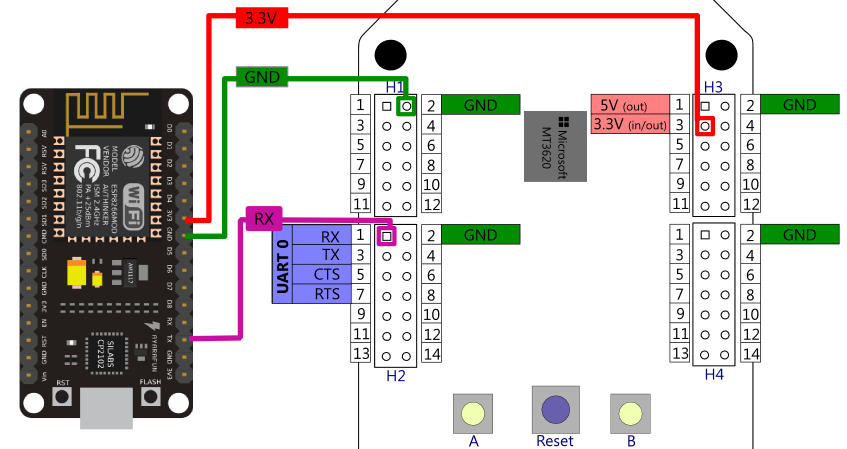 3.3V
GND
H1
H3
1
2
GND
3
4
5
6
7
8
9
10
11
12
5V (out)
3.3V (in/out)
1
2
GND
3
4
5
6
7
8
9
10
11
12
Microsoft
MT3620
RX
UART 0
RX
TX
CTS
RTS
1
2
GND
3
4
5
6
7
8
9
10
11
12
13
14
H2
1
2
GND
3
4
5
6
7
8
9
10
11
12
13
14
H4
A
Reset
B
MODEL ESP8266MOD
VENDOR AI/THINKER
ISM 2.4GHz
PA +25dBm
802.11b/g/n
FC
WiFi
A0
RSV
RSV
SD3
SD2
SD1
CMD
SD0
CLK
GND
3V3
EN
RST
GND
Vin
D0
D1
D2
D3
D4
3V3
GND
D5
D6
D7
D8
RX
TX
GND
3V3
AM1117
SILABS
CP2102
AYARAFUN
RST
FLASH